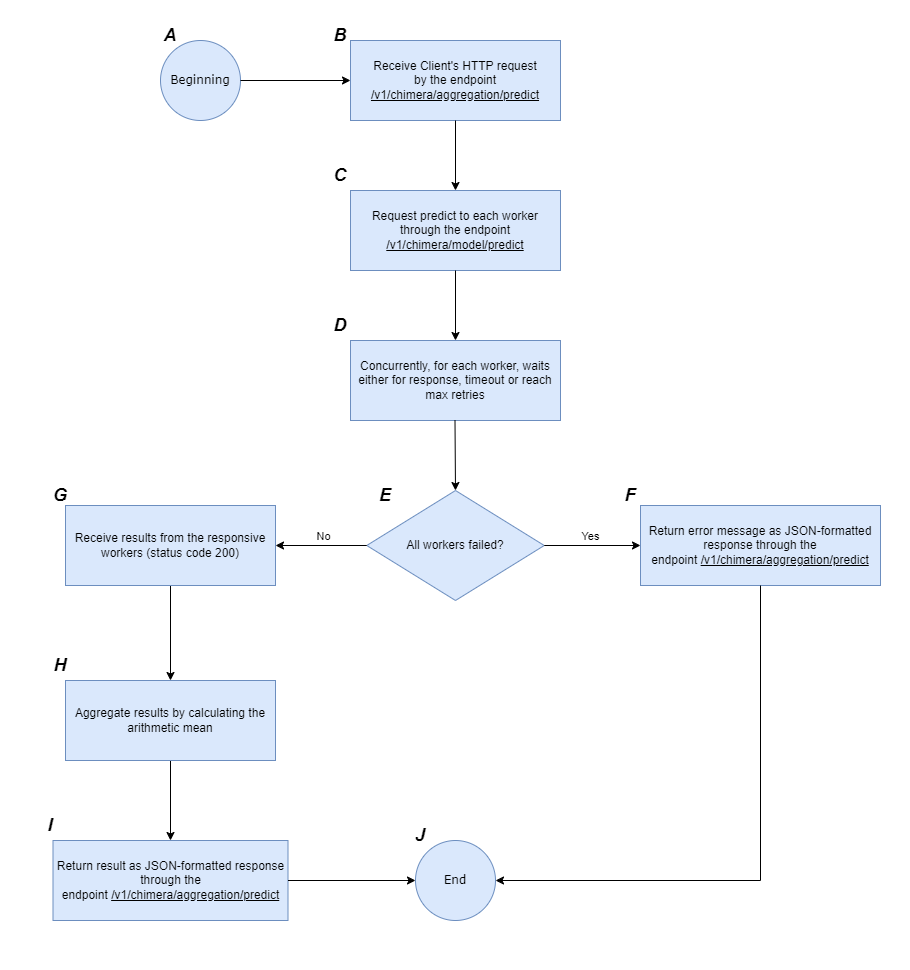 A
Beginning
B
Receive Client's HTTP request
by the endpoint
/v1/chimera/aggregation/predict
C
Request predict to each worker
through the endpoint
/v1/chimera/model/predict
D
Concurrently, for each worker, waits
either for response, timeout or reach
max retries
E
All workers failed?
No
Yes
F
Return error message as JSON-formatted
response through the
endpoint /v1/chimera/aggregation/predict
G
Receive results from the responsive
workers (status code 200)
H
Aggregate results by calculating the
arithmetic mean
I
Return result as JSON-formatted response
through the
endpoint /v1/chimera/aggregation/predict
J
End